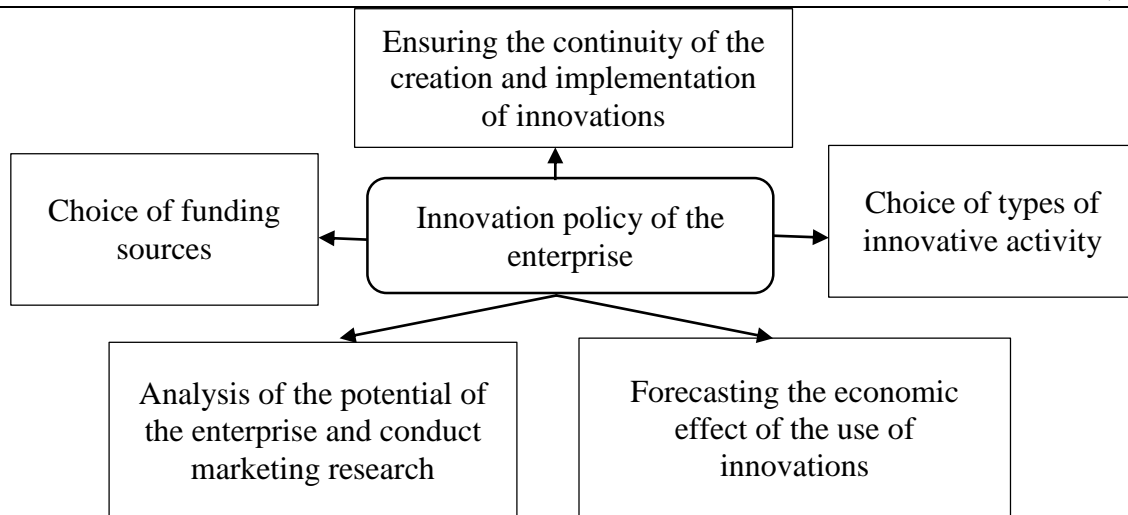 Ensuring the continuity of the
creation and implementation
of innovations
Choice of funding
sources
Innovation policy of the
enterprise
Choice of types of
innovative activity
Analysis of the potential of
the enterprise and conduct
marketing research
Forecasting the economic
effect of the use of
innovations